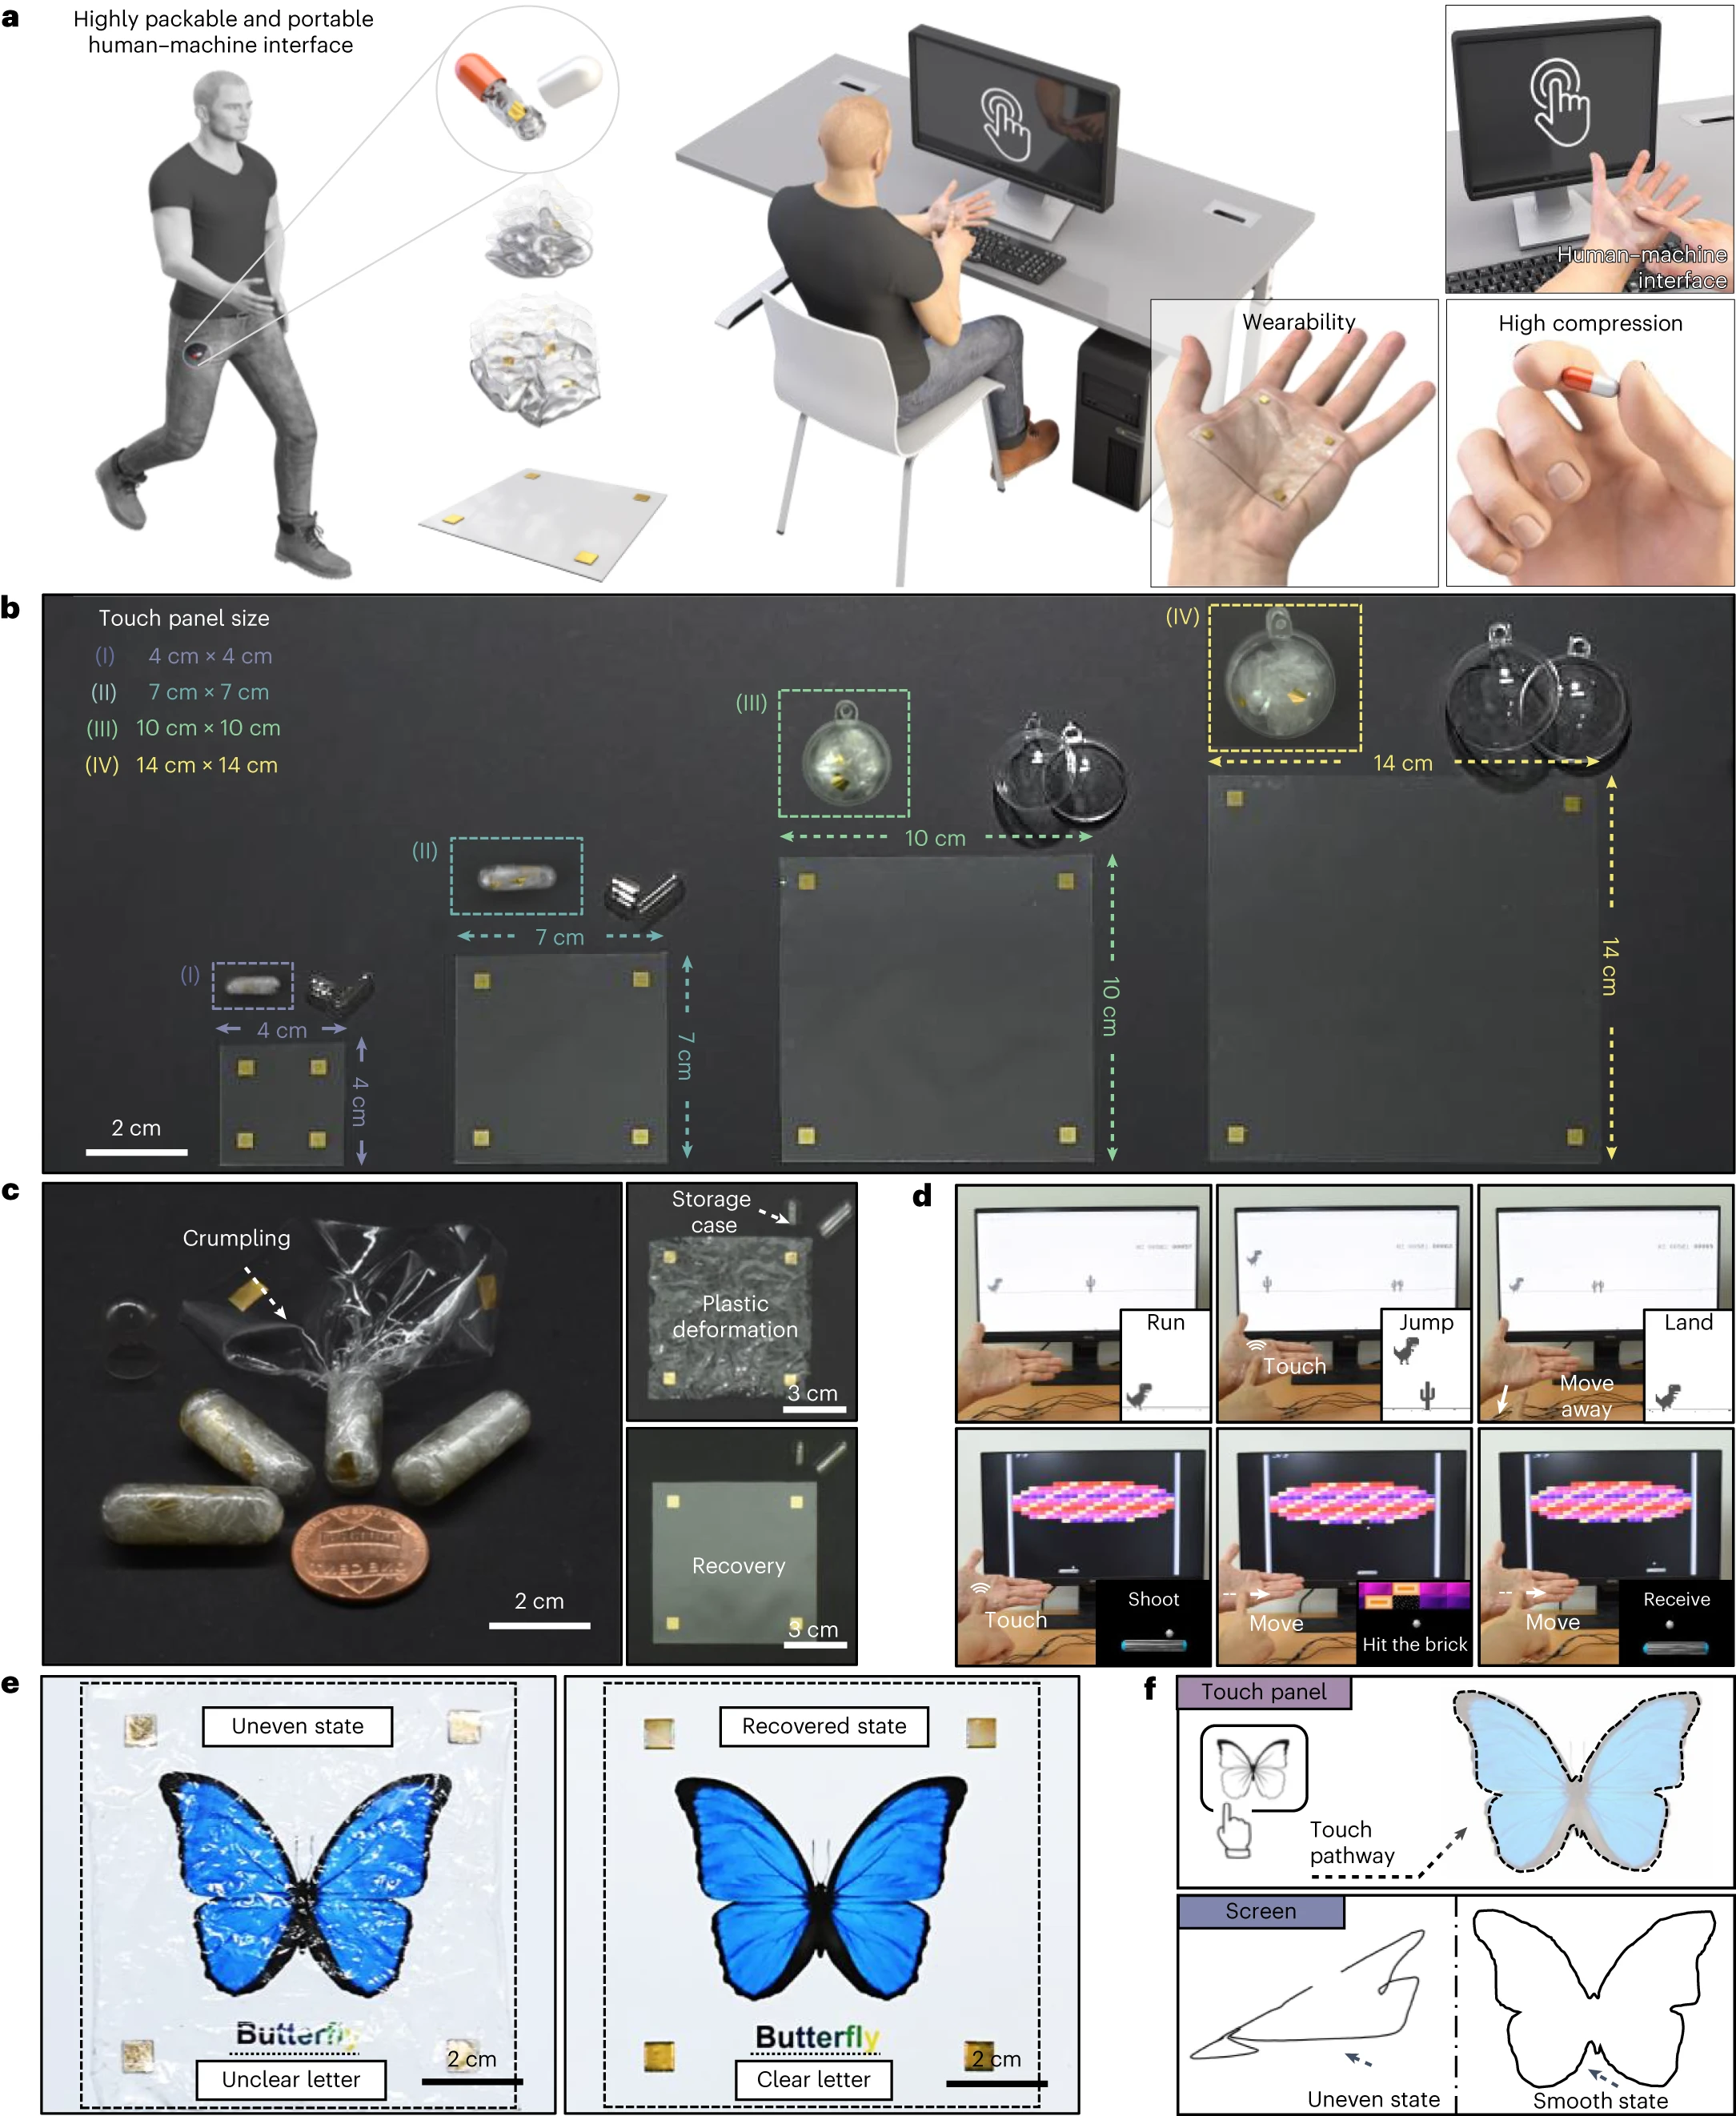 a
Highly packable and portable
human–machine interface
Human–machine
interface
Wearability
High compression
b
Touch panel size
(I) 4 cm × 4 cm
(II) 7 cm × 7 cm
(III) 10 cm × 10 cm
(IV) 14 cm × 14 cm
(I)
4 cm
4 cm
2 cm
(II)
7 cm
7 cm
(III)
10 cm
10 cm
(IV)
14 cm
14 cm
c
Crumpling
2 cm
Storage
case
Plastic
deformation
3 cm
Recovery
3 cm
d
Run
Touch
Jump
Move
away
Land
Touch
Shoot
Move
Hit the brick
Move
Receive
e
Uneven state
Butterfly
Unclear letter
2 cm
Recovered state
Butterfly
Clear letter
2 cm
f
Touch panel
Touch
pathway
Screen
Uneven state
Smooth state